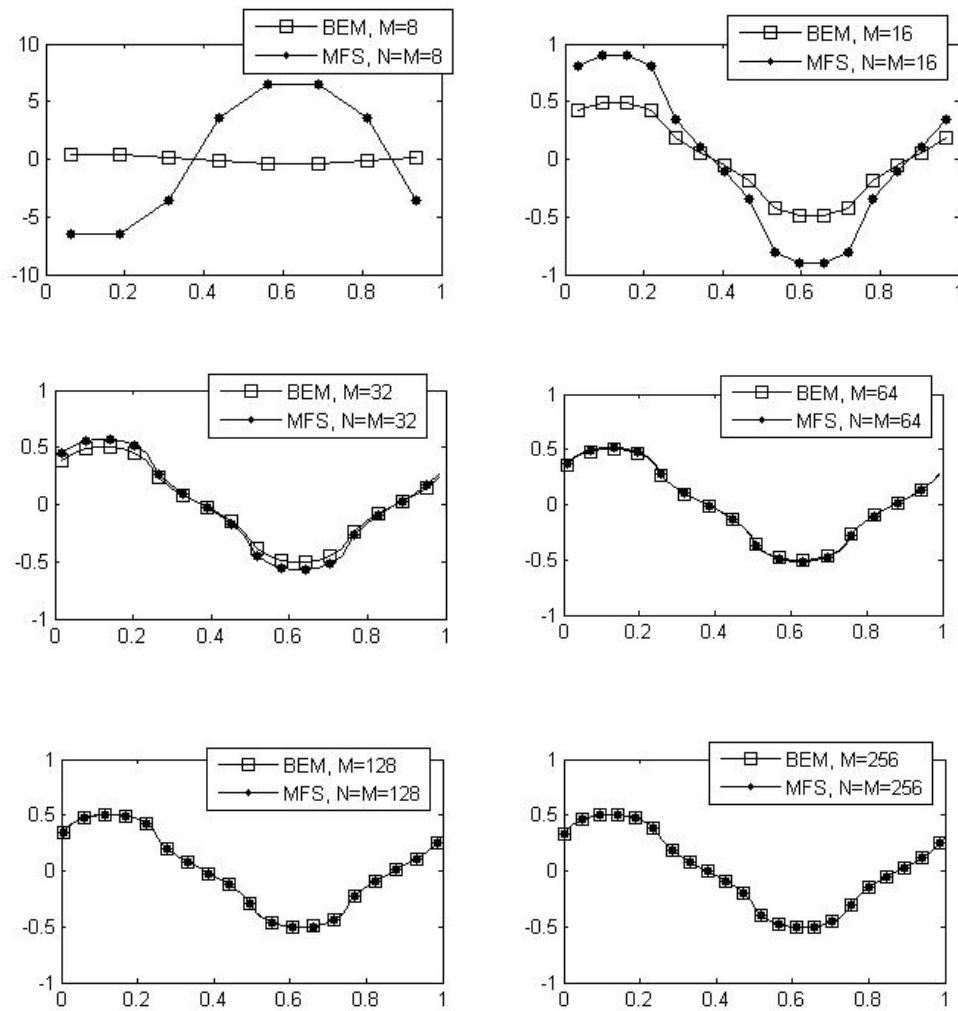 BEM, M=8
MFS, N=M=8
10
5
0
-5
-10
0 0.2 0.4 0.6 0.8 1
BEM, M=16
MFS, N=M=16
1
0.5
0
-0.5
-1
0 0.2 0.4 0.6 0.8 1
BEM, M=32
MFS, N=M=32
1
0.5
0
-0.5
-1
0 0.2 0.4 0.6 0.8 1
BEM, M=64
MFS, N=M=64
1
0.5
0
-0.5
-1
0 0.2 0.4 0.6 0.8 1
BEM, M=128
MFS, N=M=128
1
0.5
0
-0.5
-1
0 0.2 0.4 0.6 0.8 1
BEM, M=256
MFS, N=M=256
1
0.5
0
-0.5
-1
0 0.2 0.4 0.6 0.8 1